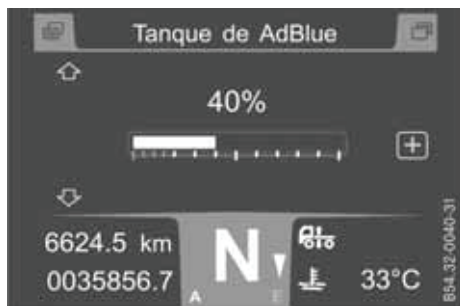 Tanque de AdBlue
40%
6624.5 km
0035856.7
N
A
E
33°C
B54.32-0040-31